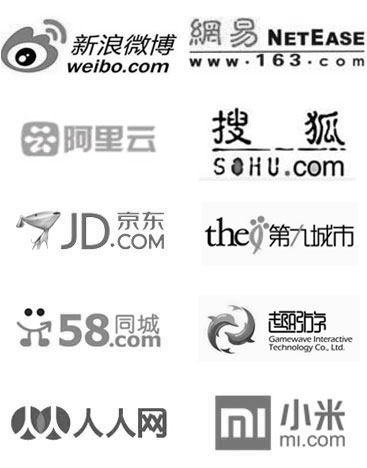 新浪微博
weibo.com
網易 NETEASE
www.163.com
阿里云
搜狐
SOHU.com
JD.京东
.COM
the9 第九城市
58同城
.com
趣游
Gamewave Interactive
Technology Co., Ltd.
人人网
mi 小米
mi.com